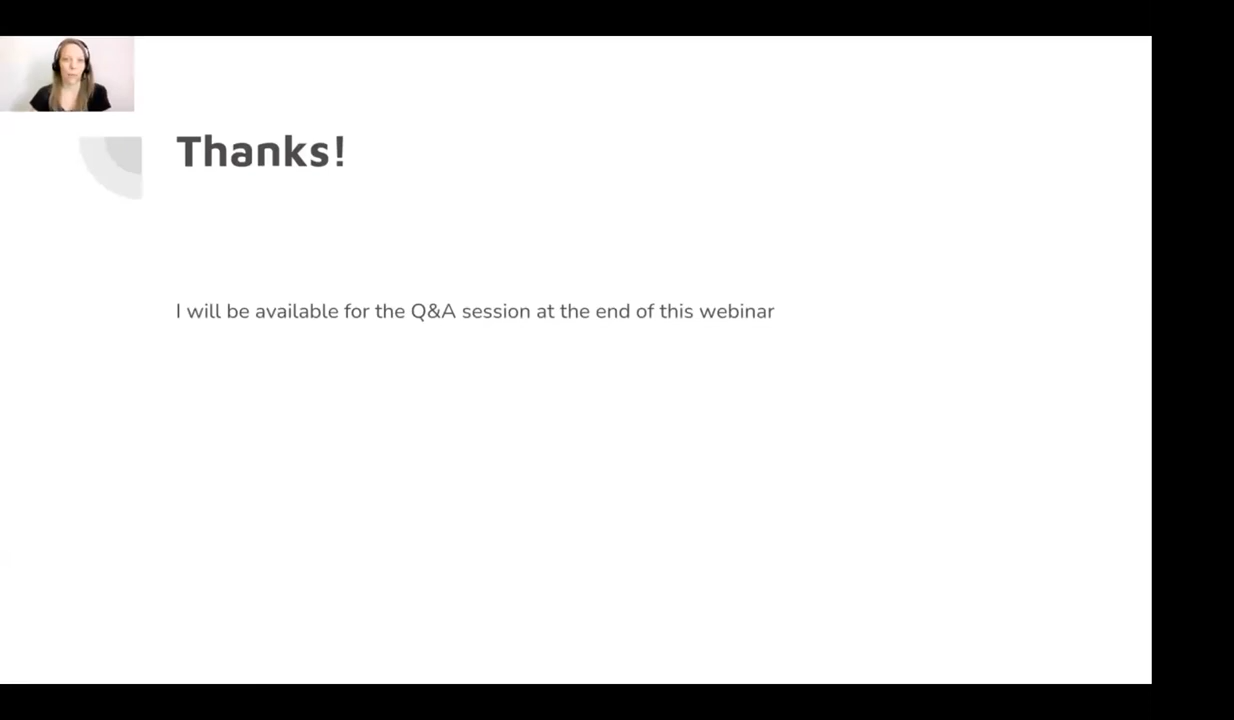 Thanks!
I will be available for the Q&A session at the end of this webinar